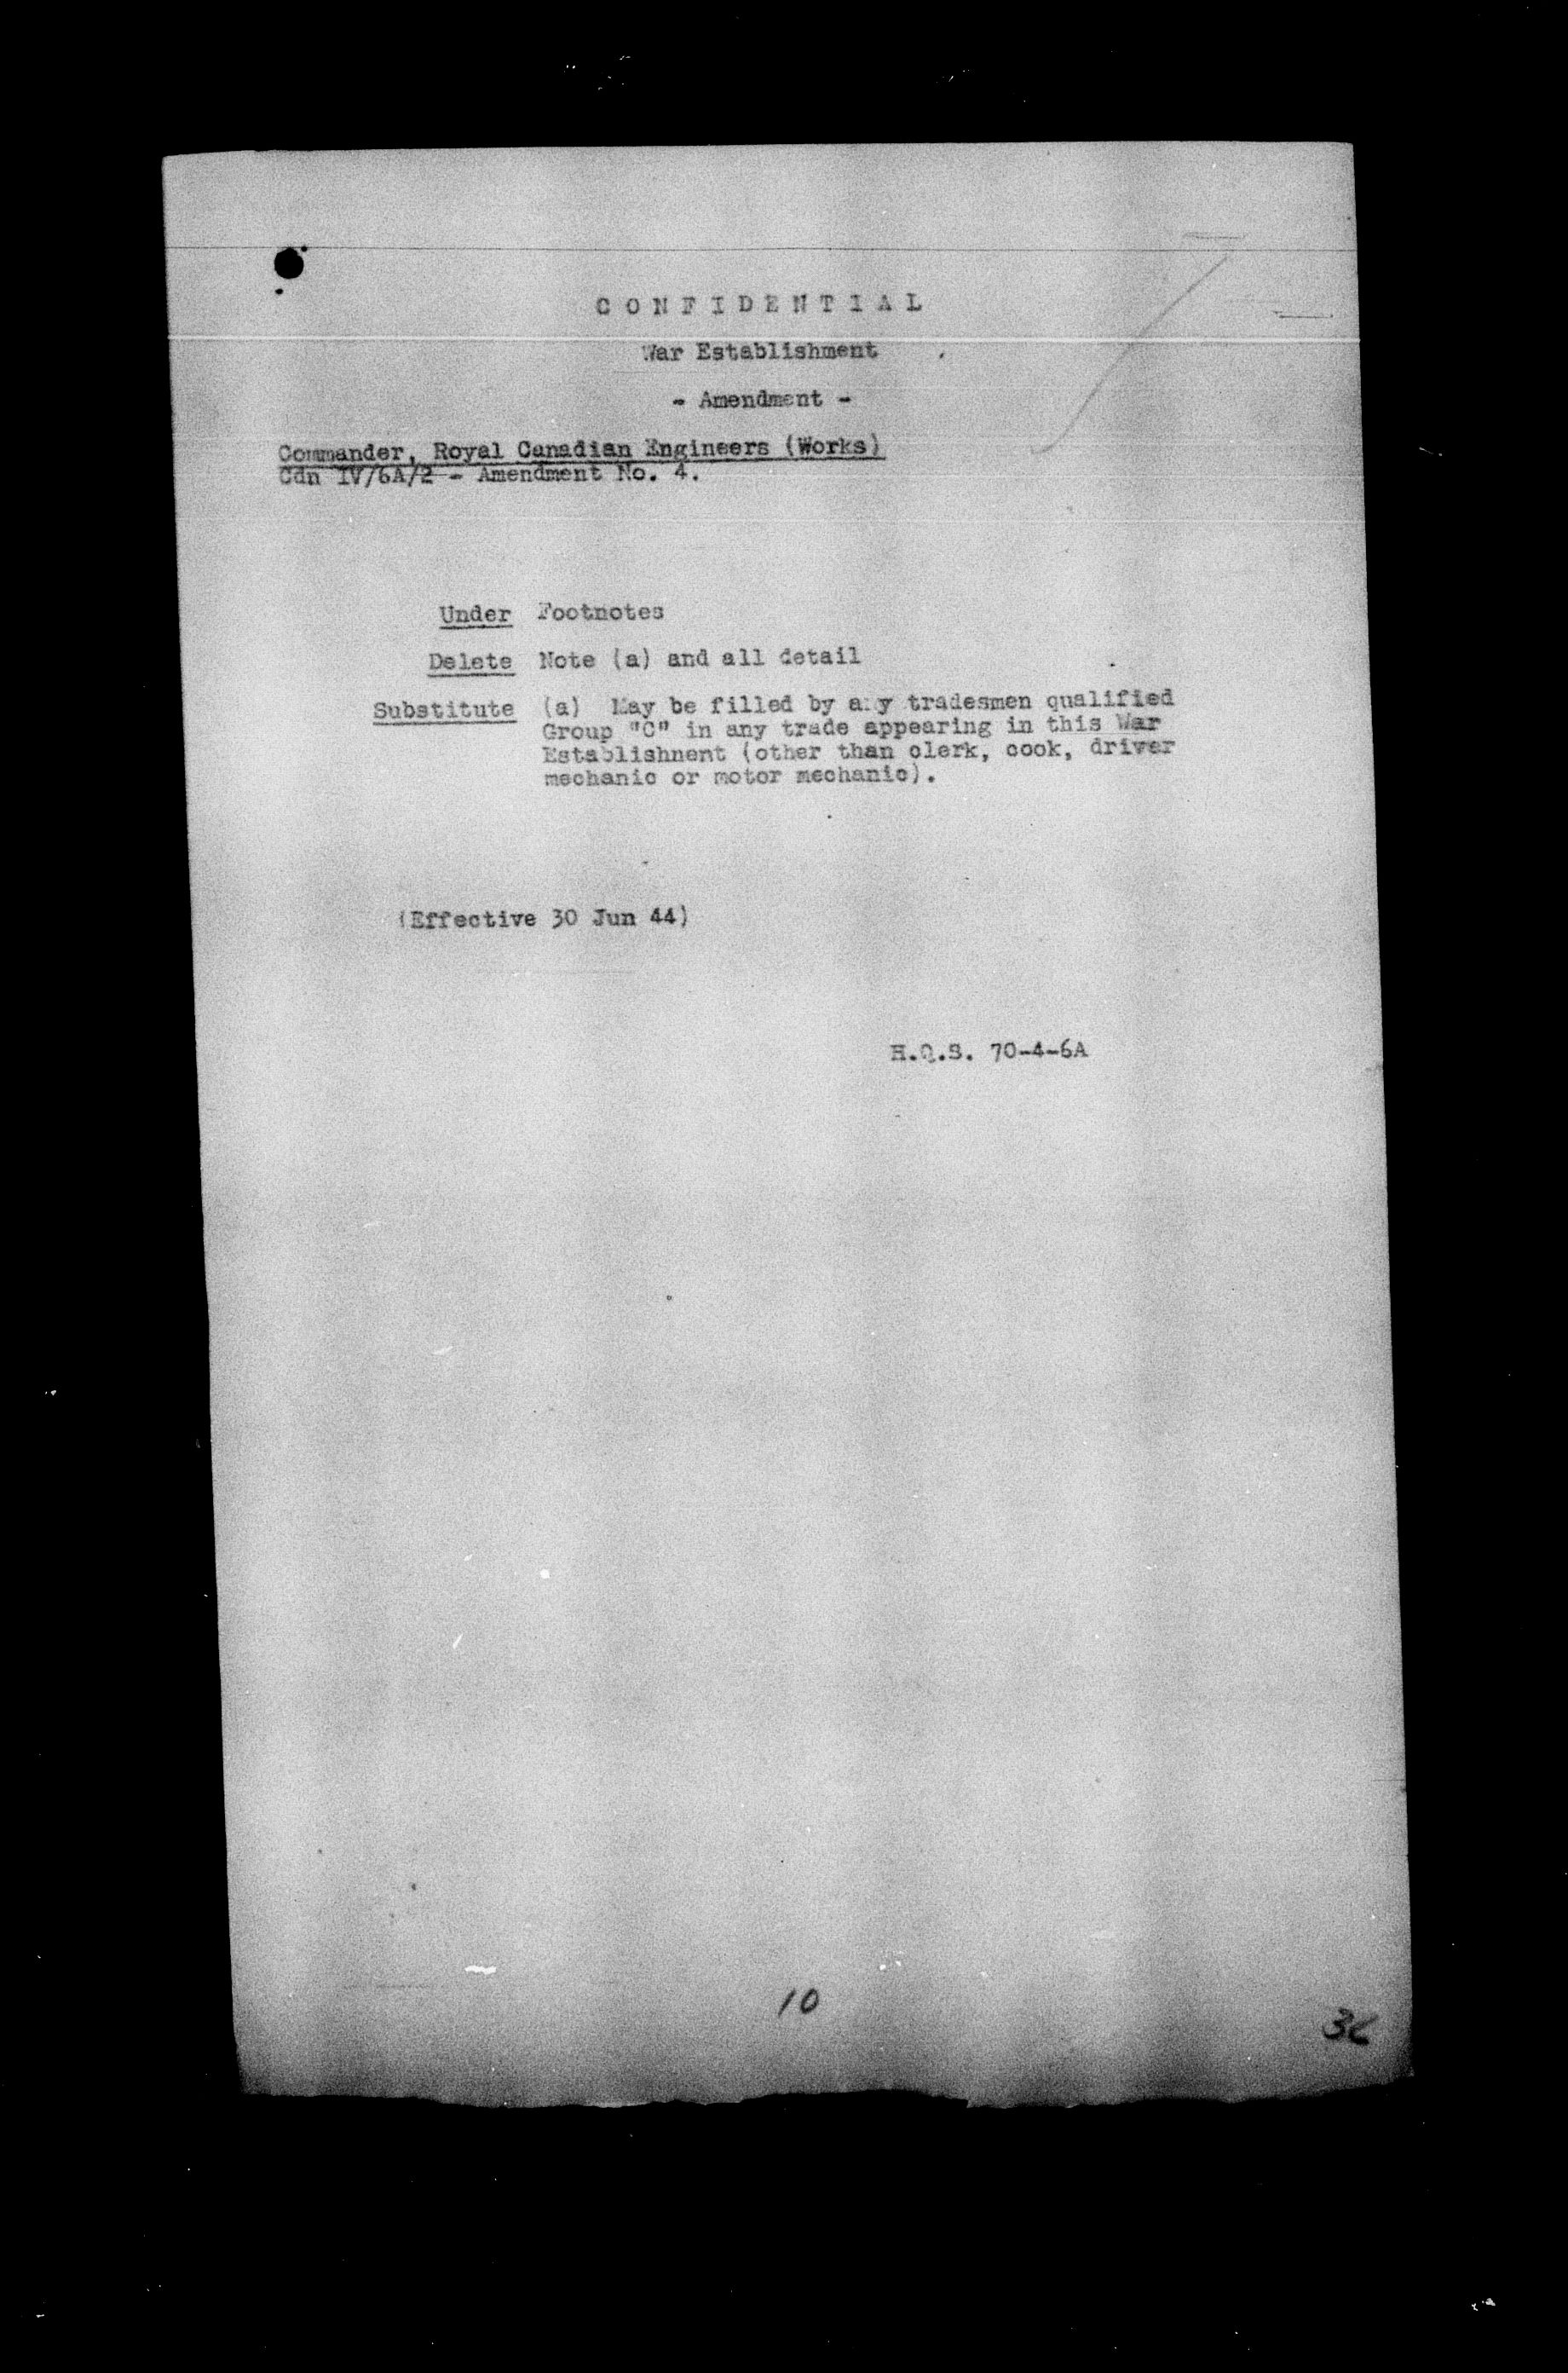 CONFIDENTIAL
War Establishment
- Amendment -
Commander, Royal Canadian Engineers (Works)
Cdn IV/6A/2 - Amendment No. 4.
Under Footnotes
Delete Note (a) and all detail
Substitute (a) May be filled by any tradesmen qualified
Group "C" in any trade appearing in this War
Establishment (other than clerk, cook, driver
mechanic or motor mechanic).
(Effective 30 Jun 44)
H.Q.S. 70-4-6A
10